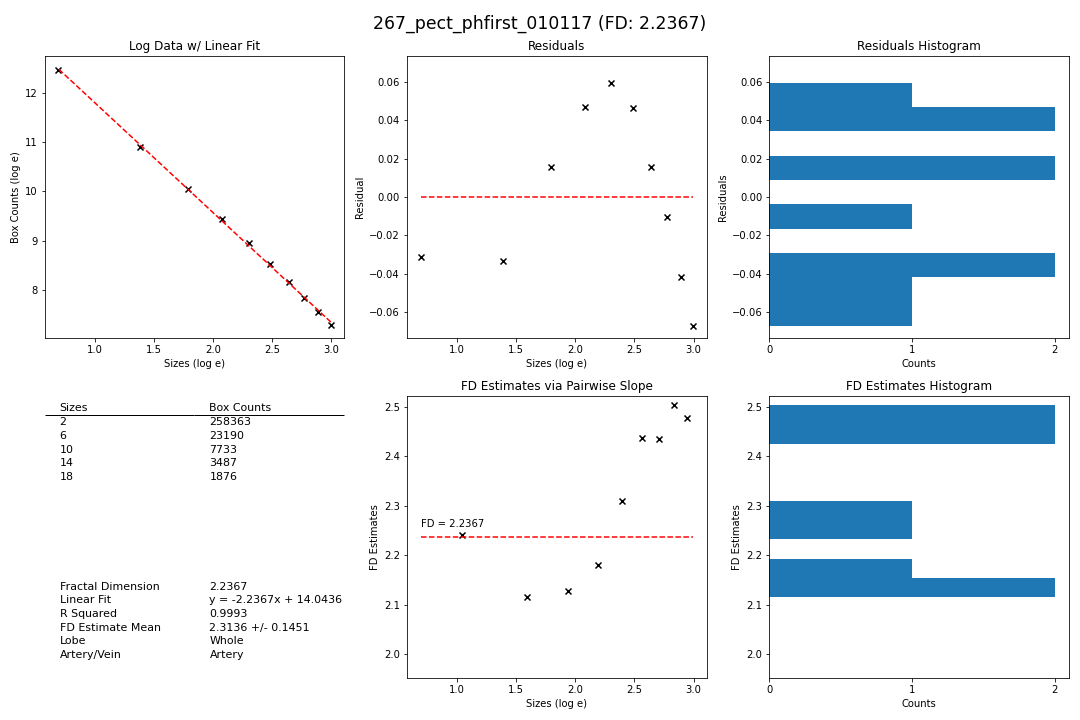 267_pect_phfirst_010117 (FD: 2.2367)
Log Data w/ Linear Fit
Box Counts (log e)
12
11
10
9
8
1.0 1.5 2.0 2.5 3.0
Sizes (log e)
Residuals
Residual
0.06
0.04
0.02
0.00
−0.02
−0.04
−0.06
1.0 1.5 2.0 2.5 3.0
Sizes (log e)
Residuals Histogram
Residuals
0.06
0.04
0.02
0.00
−0.02
−0.04
−0.06
0 1 2
Counts
Sizes Box Counts
2 258363
6 23190
10 7733
14 3487
18 1876
Fractal Dimension 2.2367
Linear Fit y = -2.2367x + 14.0436
R Squared 0.9993
FD Estimate Mean 2.3136 +/- 0.1451
Lobe Whole
Artery/Vein Artery
FD Estimates via Pairwise Slope
FD Estimates
2.5
2.4
2.3
2.2
2.1
2.0
FD = 2.2367
1.0 1.5 2.0 2.5 3.0
Sizes (log e)
FD Estimates Histogram
FD Estimates
2.5
2.4
2.3
2.2
2.1
2.0
0 1 2
Counts